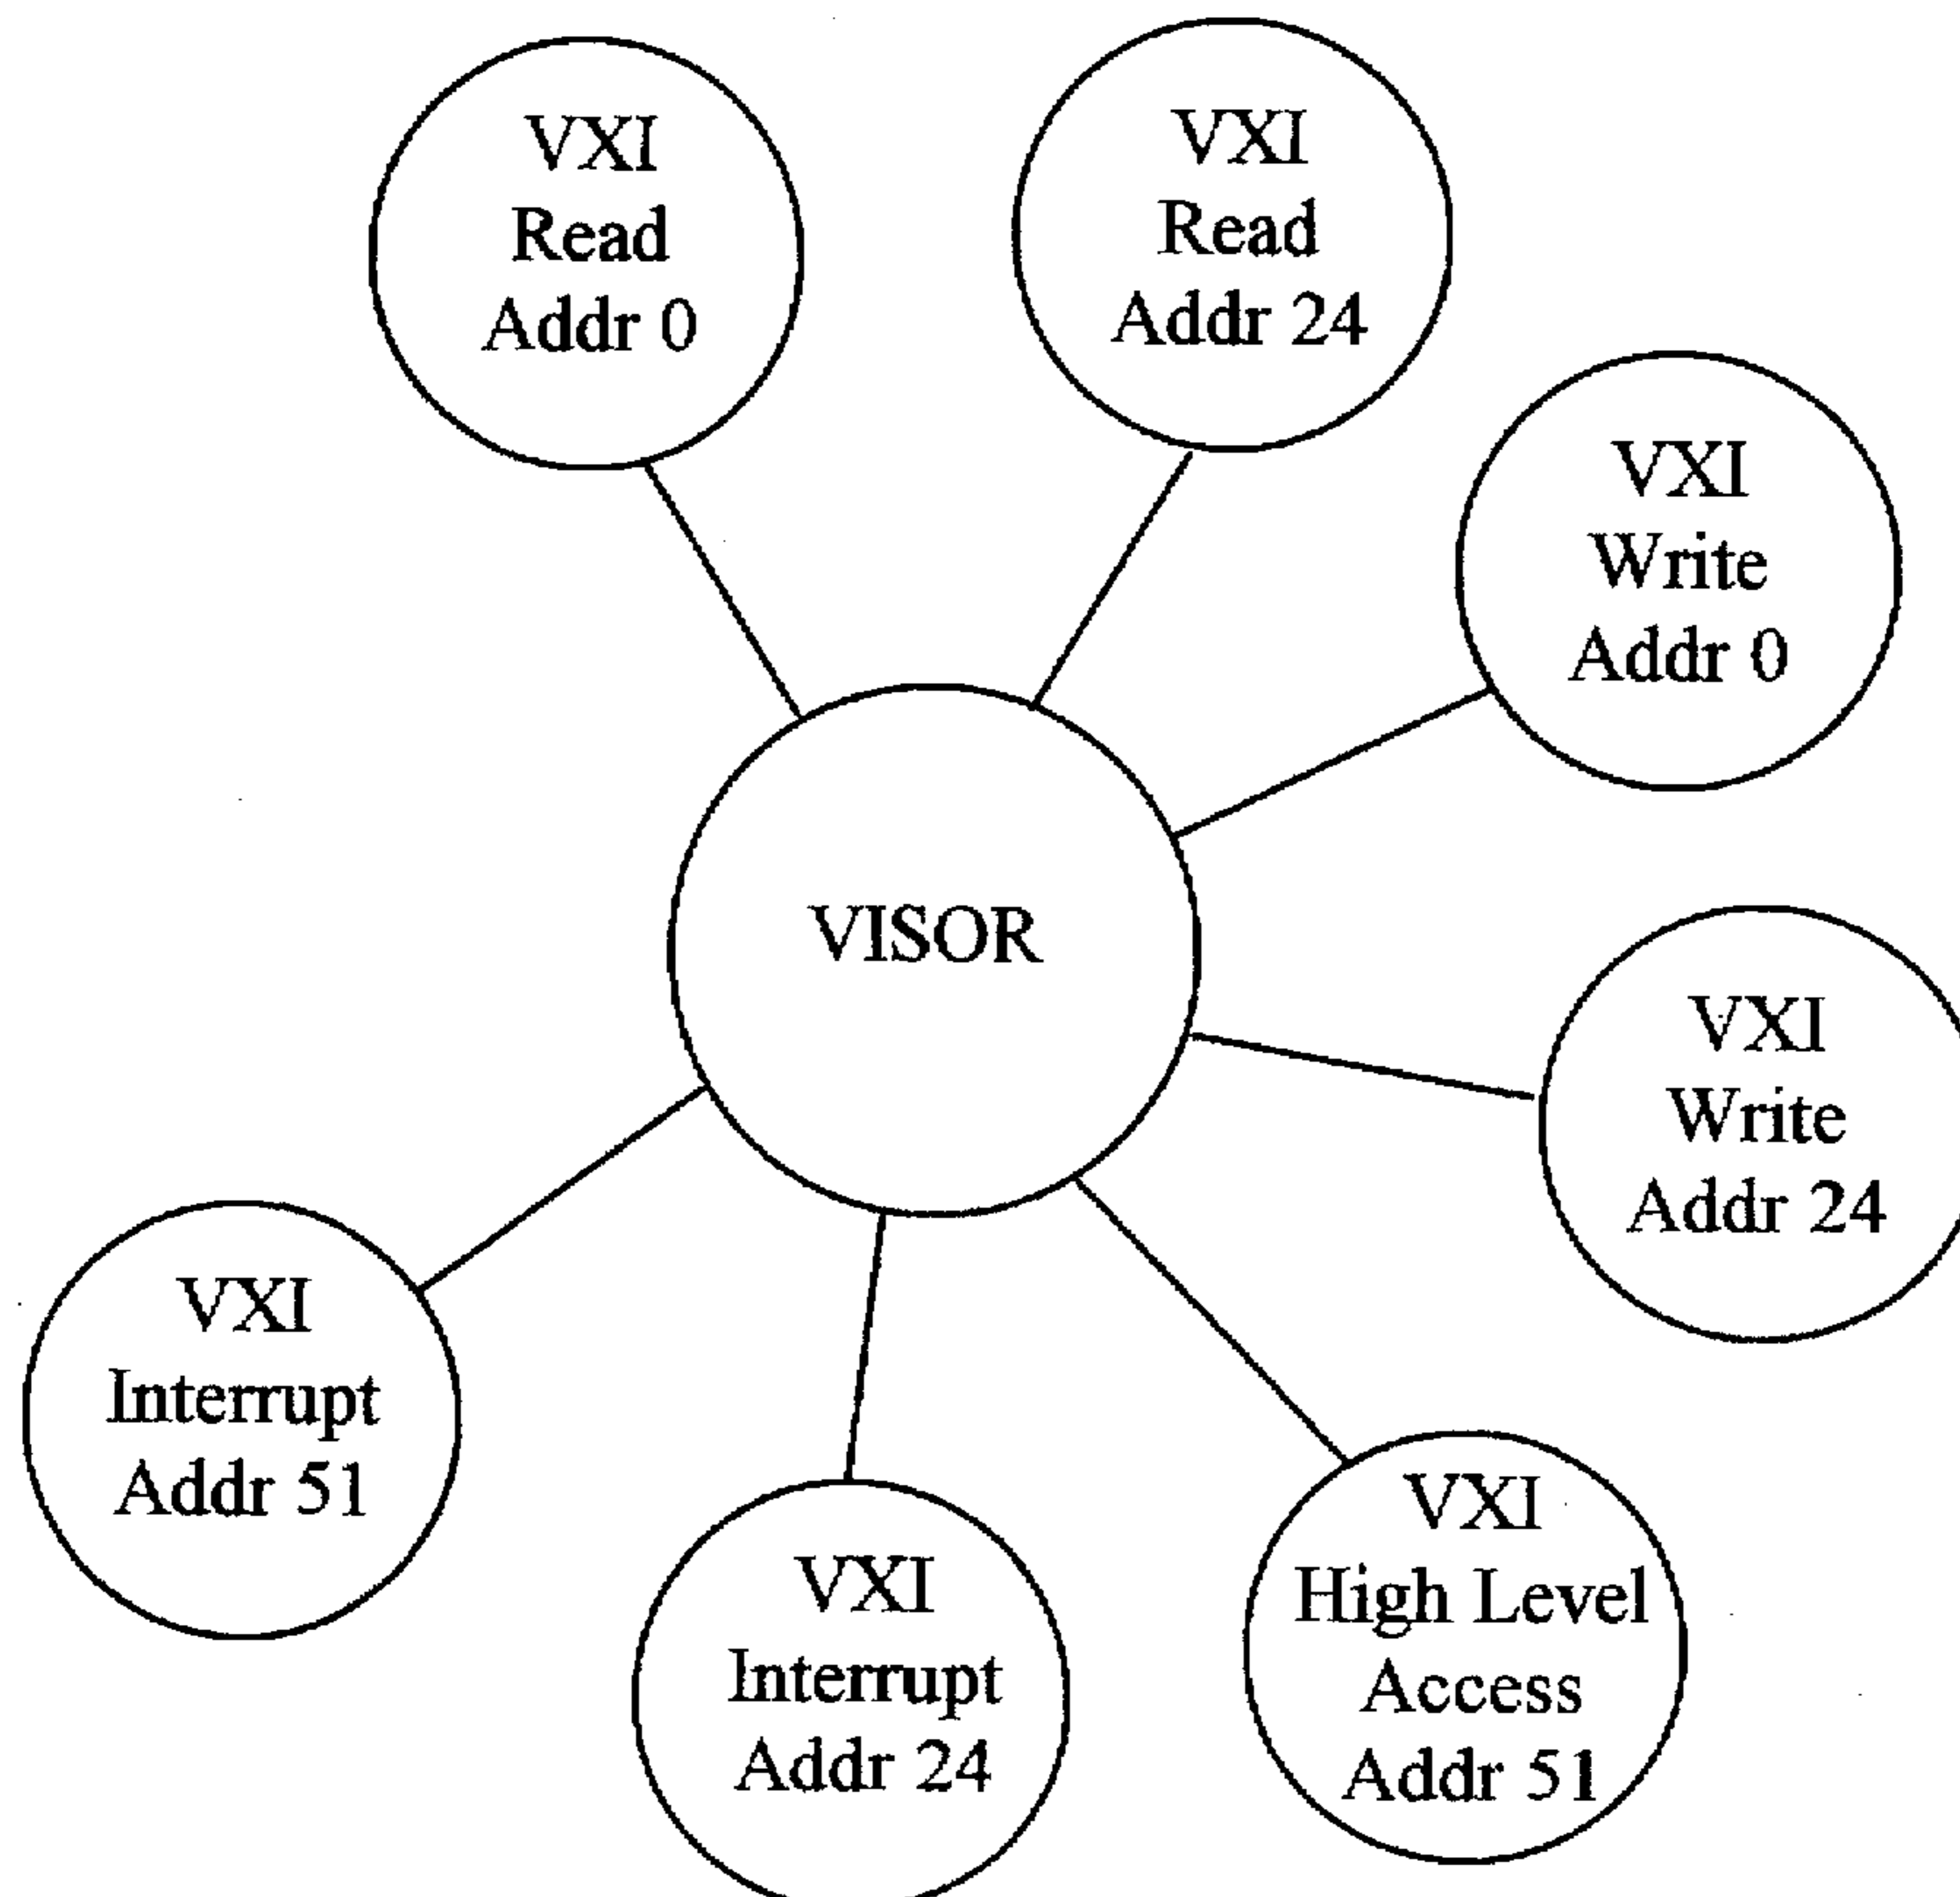 VXI
Read
Addr 0
VXI
Read
Addr 24
VXI
Write
Addr 0
VISOR
VXI
Write
Addr 24
VXI
Interrupt
Addr 51
VXI
Interrupt
Addr 24
VXI
High Level
Access
Addr 51